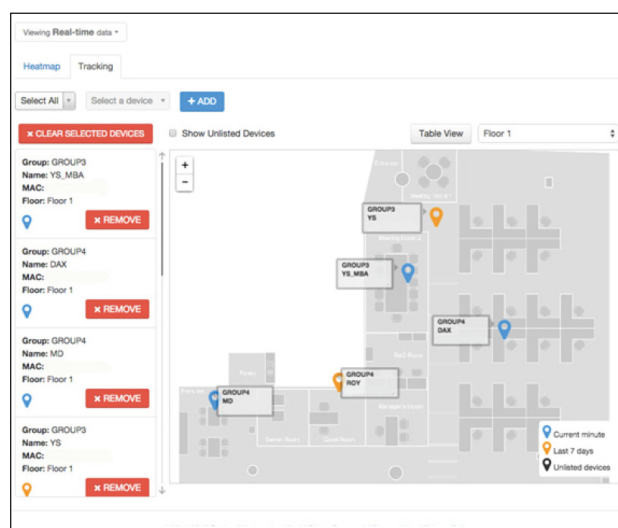 Viewing Real-time data
Heatmap Tracking
Select All Select a device + ADD
× CLEAR SELECTED DEVICES Show Unlisted Devices Table View Floor 1
Group: GROUP3
Name: YS_MBA
MAC:
Floor: Floor 1
× REMOVE
Group: GROUP4
Name: DAX
MAC:
Floor: Floor 1
× REMOVE
Group: GROUP4
Name: MD
MAC:
Floor: Floor 1
× REMOVE
Group: GROUP3
Name: YS
MAC:
Floor: Floor 1
× REMOVE
+
−
GROUP3
YS
GROUP3
YS_MBA
GROUP4
DAX
GROUP4
ROY
GROUP4
MD
Server Room
Current minute
Last 7 days
Unlisted devices